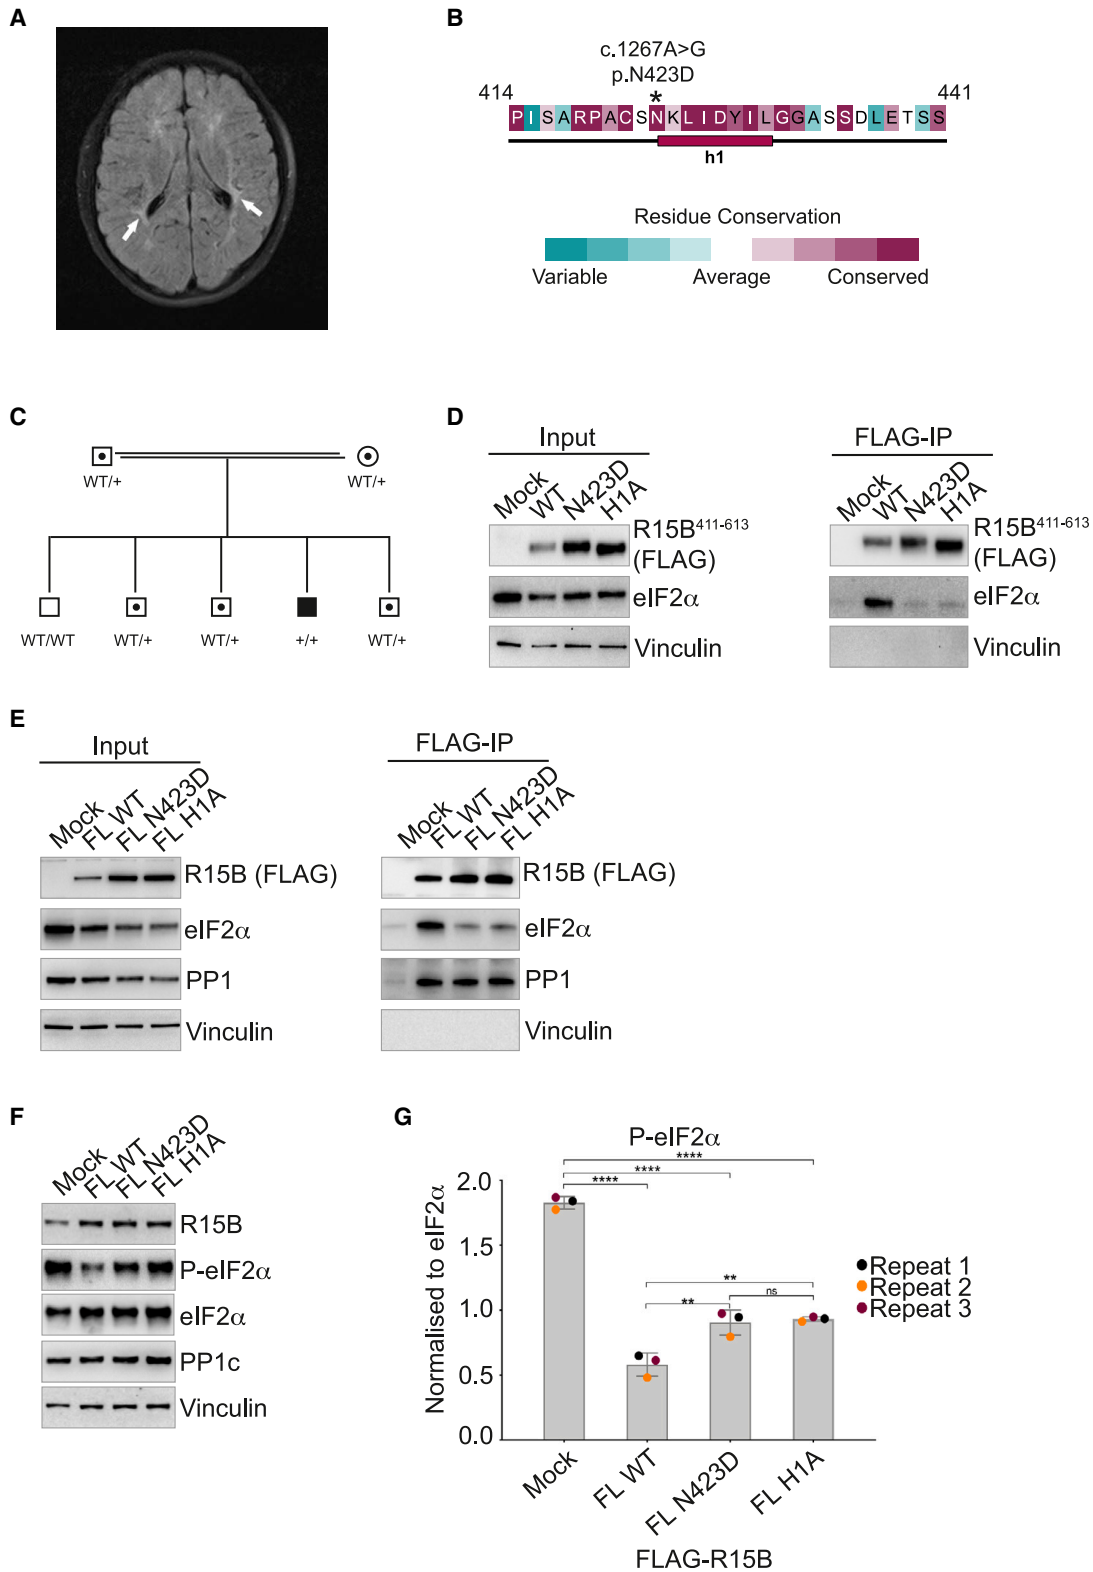 A
B
c.1267A>G
p.N423D
*
414
441
PISARPACSNKLIDYILGGASSDLETSS
h1
Residue Conservation
Variable
Average
Conserved
C
WT/+
WT/+
WT/WT
WT/+
WT/+
+/+
WT/+
D
Input
Mock
WT
N423D
H1A
R15B⁴¹¹⁻⁶¹³
(FLAG)
eIF2α
Vinculin
FLAG-IP
Mock
WT
N423D
H1A
R15B⁴¹¹⁻⁶¹³
(FLAG)
eIF2α
Vinculin
E
Input
Mock
FL WT
FL N423D
FL H1A
R15B (FLAG)
eIF2α
PP1
Vinculin
FLAG-IP
Mock
FL WT
FL N423D
FL H1A
R15B (FLAG)
eIF2α
PP1
Vinculin
F
Mock
FL WT
FL N423D
FL H1A
R15B
P-eIF2α
eIF2α
PP1c
Vinculin
G
P-eIF2α
Normalised to eIF2α
2.0
1.5
1.0
0.5
0.0
****
****
****
**
ns
**
Repeat 1
Repeat 2
Repeat 3
Mock
FL WT
FL N423D
FL H1A
FLAG-R15B